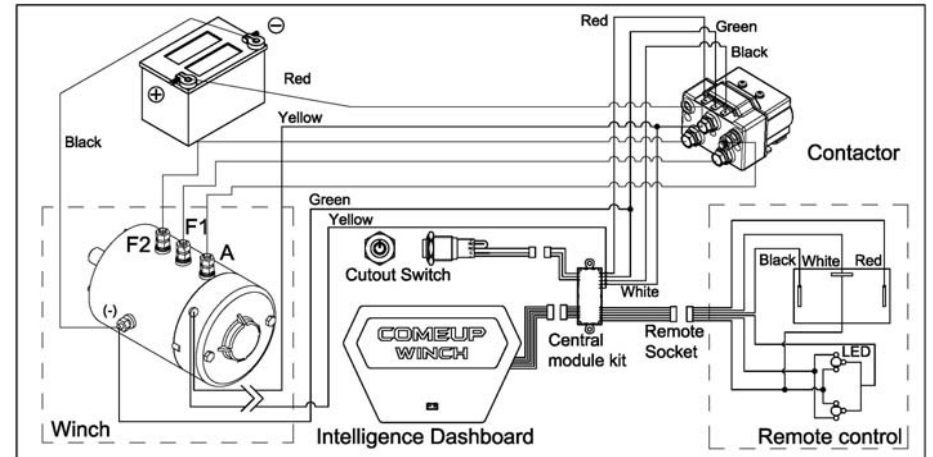 Red
Green
Black
⊖
Red
⊕
Yellow
Black
Contactor
Green
Yellow
F2
F1
A
(-)
Cutout Switch
White
Black
White
Red
COMEUP
WINCH
Central
module kit
Remote
Socket
LED
Winch
Intelligence Dashboard
Remote control